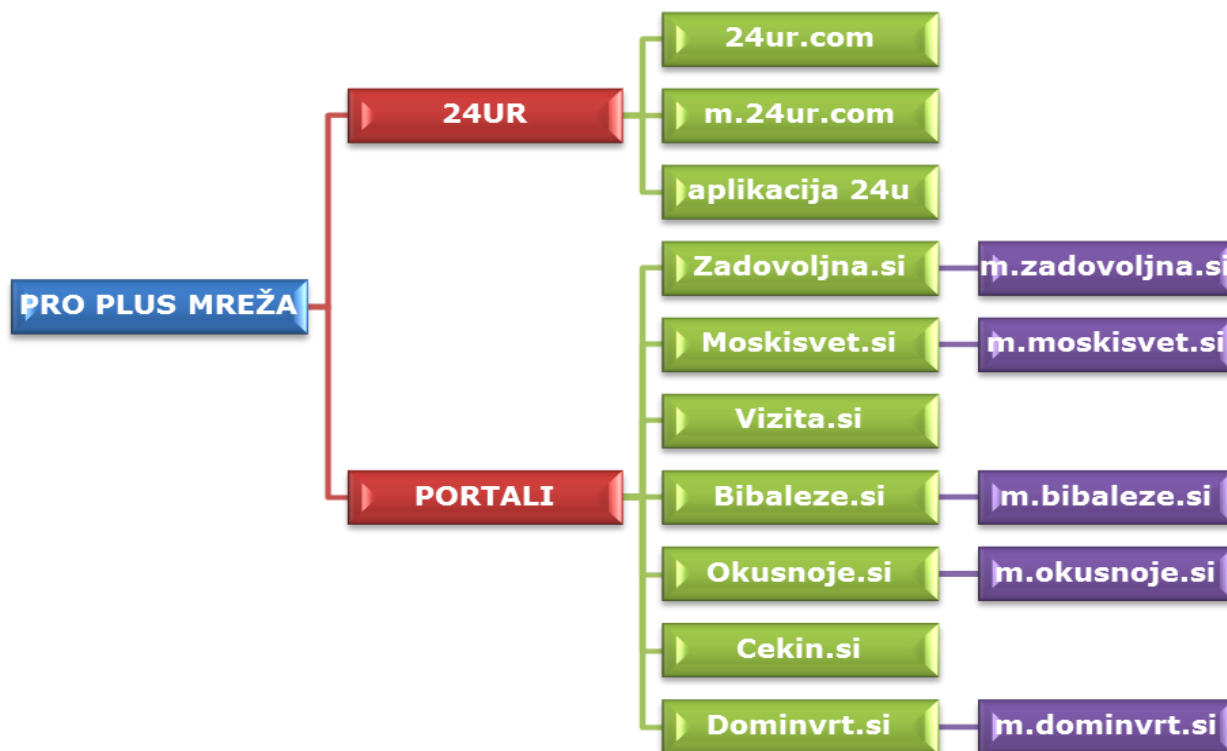 24ur.com
24UR
m.24ur.com
aplikacija 24u
Zadovoljna.si
m.zadovoljna.si
PRO PLUS MREŽA
Moskisvet.si
m.moskisvet.si
Vizita.si
PORTALI
Bibaleze.si
m.bibaleze.si
Okusnoje.si
m.okusnoje.si
Cekin.si
Dominvrt.si
m.dominvrt.si